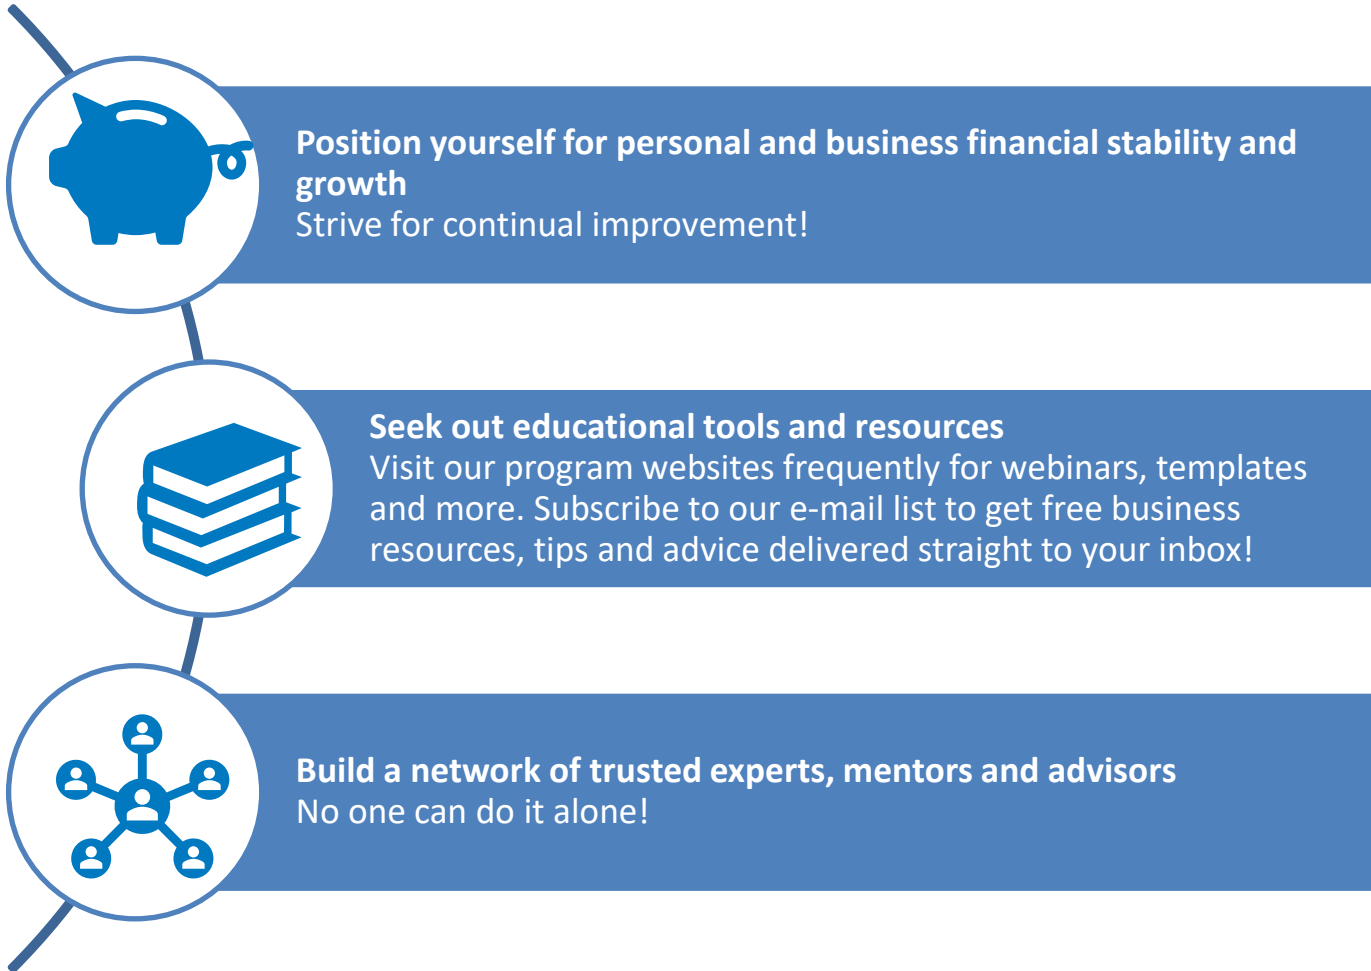 Position yourself for personal and business financial stability and
growth
Strive for continual improvement!
Seek out educational tools and resources
Visit our program websites frequently for webinars, templates
and more. Subscribe to our e-mail list to get free business
resources, tips and advice delivered straight to your inbox!
Build a network of trusted experts, mentors and advisors
No one can do it alone!